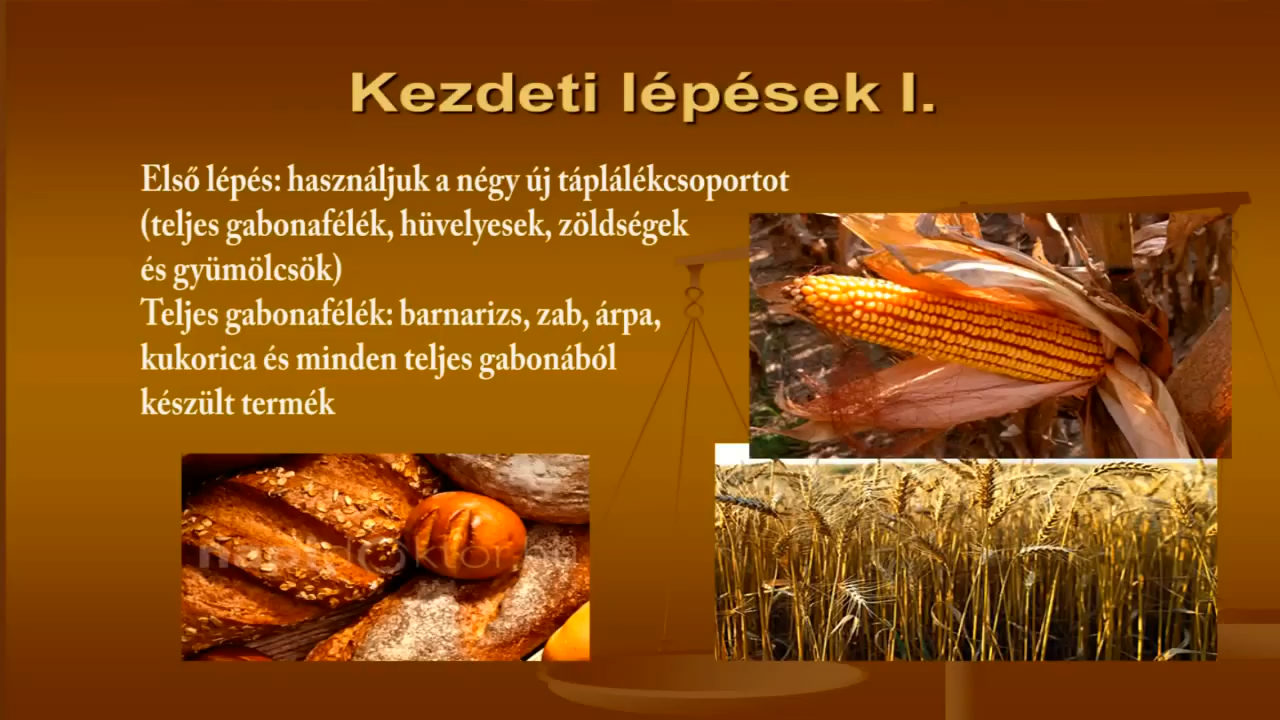 Kezdeti lépések I.
Első lépés: használjuk a négy új táplálékcsoportot
(teljes gabonafélék, hüvelyesek, zöldségek
és gyümölcsök)
Teljes gabonafélék: barnarizs, zab, árpa,
kukorica és minden teljes gabonából
készült termék